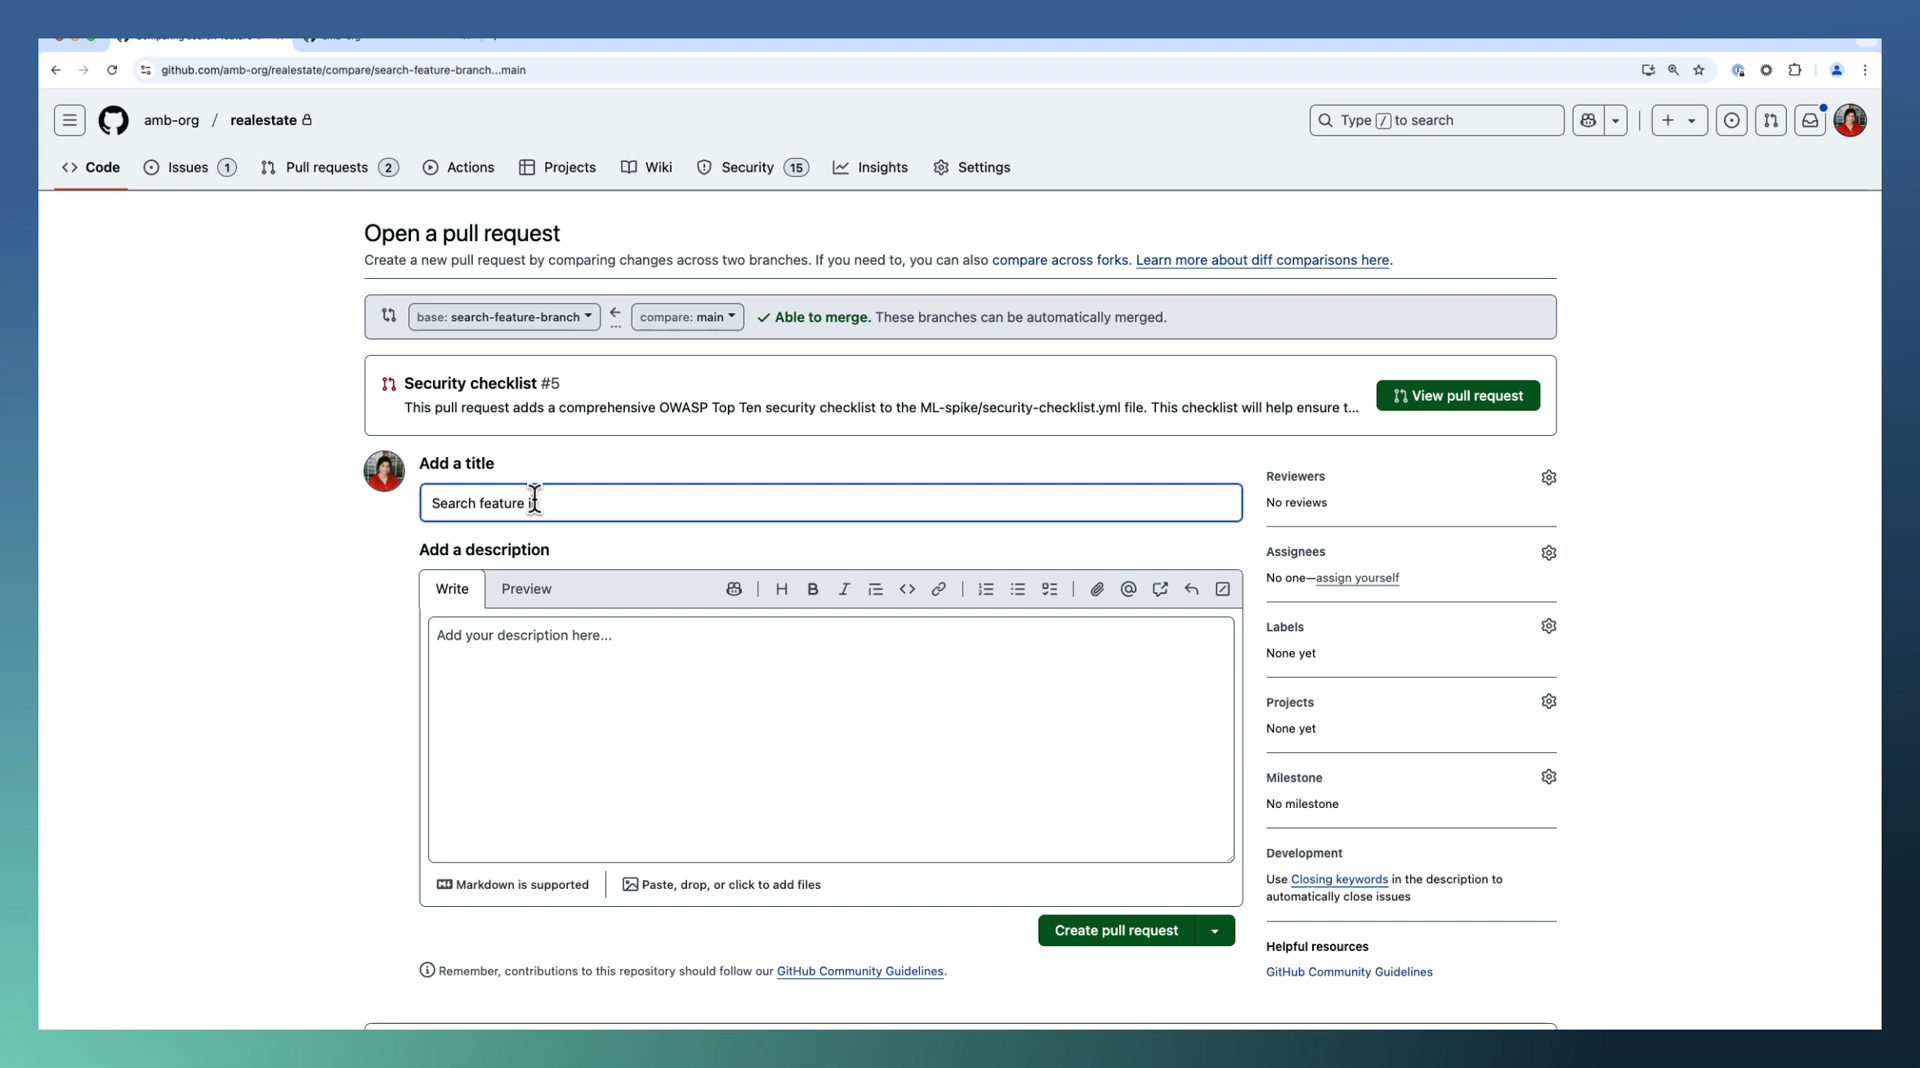 github.com/amb-org/realestate/compare/search-feature-branch...main
amb-org / realestate
Type / to search
Code Issues 1 Pull requests 2 Actions Projects Wiki Security 15 Insights Settings
Open a pull request
Create a new pull request by comparing changes across two branches. If you need to, you can also compare across forks. Learn more about diff comparisons here.
base: search-feature-branch compare: main Able to merge. These branches can be automatically merged.
Security checklist #5
This pull request adds a comprehensive OWASP Top Ten security checklist to the ML-spike/security-checklist.yml file. This checklist will help ensure t...
View pull request
Add a title
Search feature
Add a description
Write Preview
Add your description here...
Markdown is supported Paste, drop, or click to add files
Create pull request
Remember, contributions to this repository should follow our GitHub Community Guidelines.
Reviewers
No reviews
Assignees
No one—assign yourself
Labels
None yet
Projects
None yet
Milestone
No milestone
Development
Use Closing keywords in the description to
automatically close issues
Helpful resources
GitHub Community Guidelines